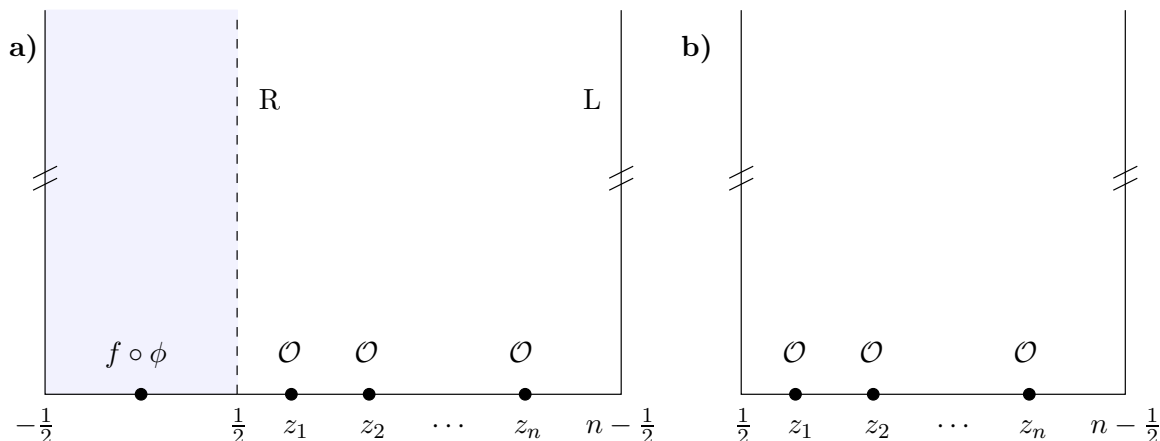 a)
b)
R
L
f ∘ ϕ
𝒪
𝒪
𝒪
𝒪
𝒪
𝒪
−1/2
1/2
z₁
z₂
⋯
zₙ
n − 1/2
1/2
z₁
z₂
⋯
zₙ
n − 1/2